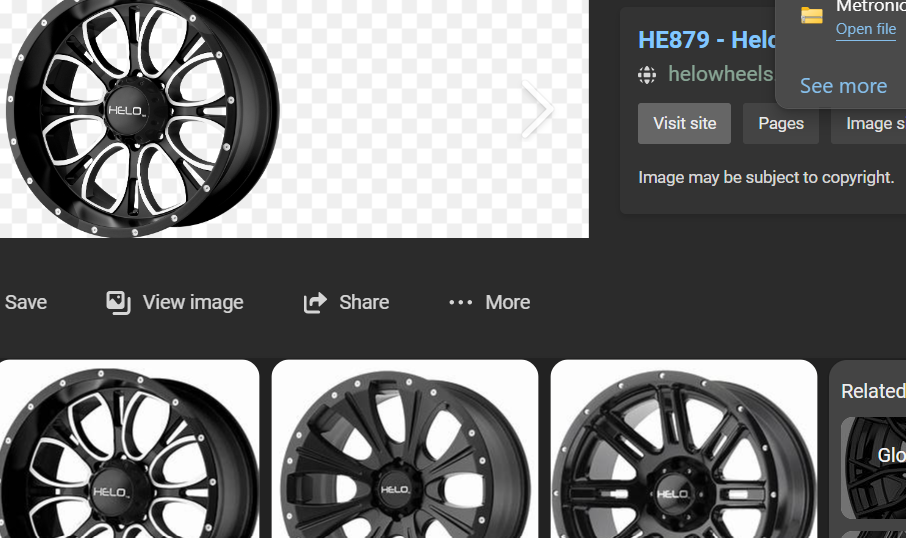 Metronic
Open file
See more
HE879 - Helo
helowheels.
Visit site
Pages
Image s
Image may be subject to copyright.
HELO
Save
View image
Share
More
HELO
HELO
HELO
Related
Glo